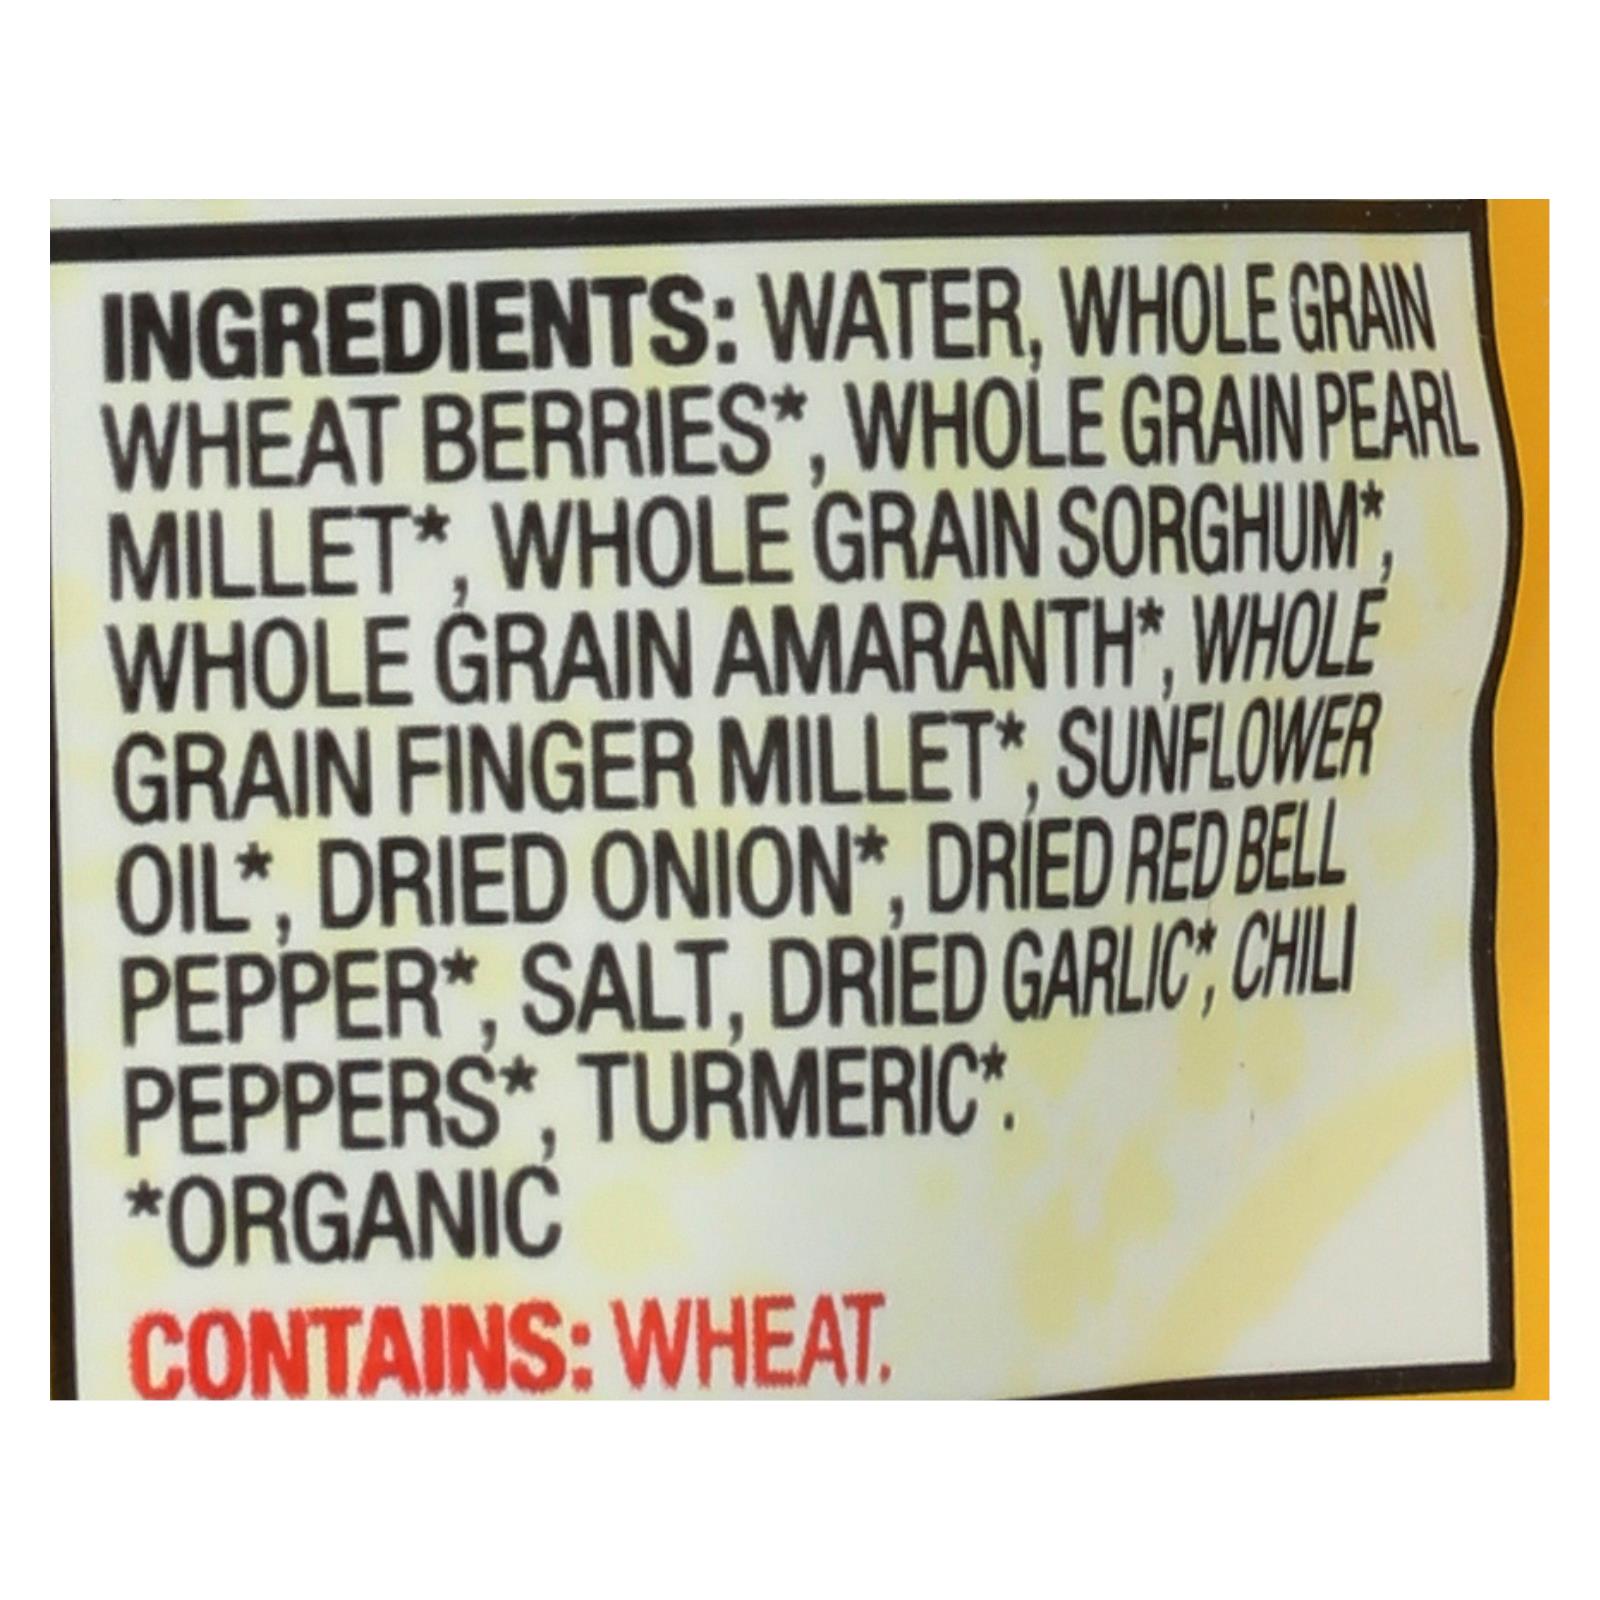 INGREDIENTS: WATER, WHOLE GRAIN
WHEAT BERRIES*, WHOLE GRAIN PEARL
MILLET*, WHOLE GRAIN SORGHUM*,
WHOLE GRAIN AMARANTH*, WHOLE
GRAIN FINGER MILLET*, SUNFLOWER
OIL*, DRIED ONION*, DRIED RED BELL
PEPPER*, SALT, DRIED GARLIC*, CHILI
PEPPERS*, TURMERIC*.
*ORGANIC
CONTAINS: WHEAT.